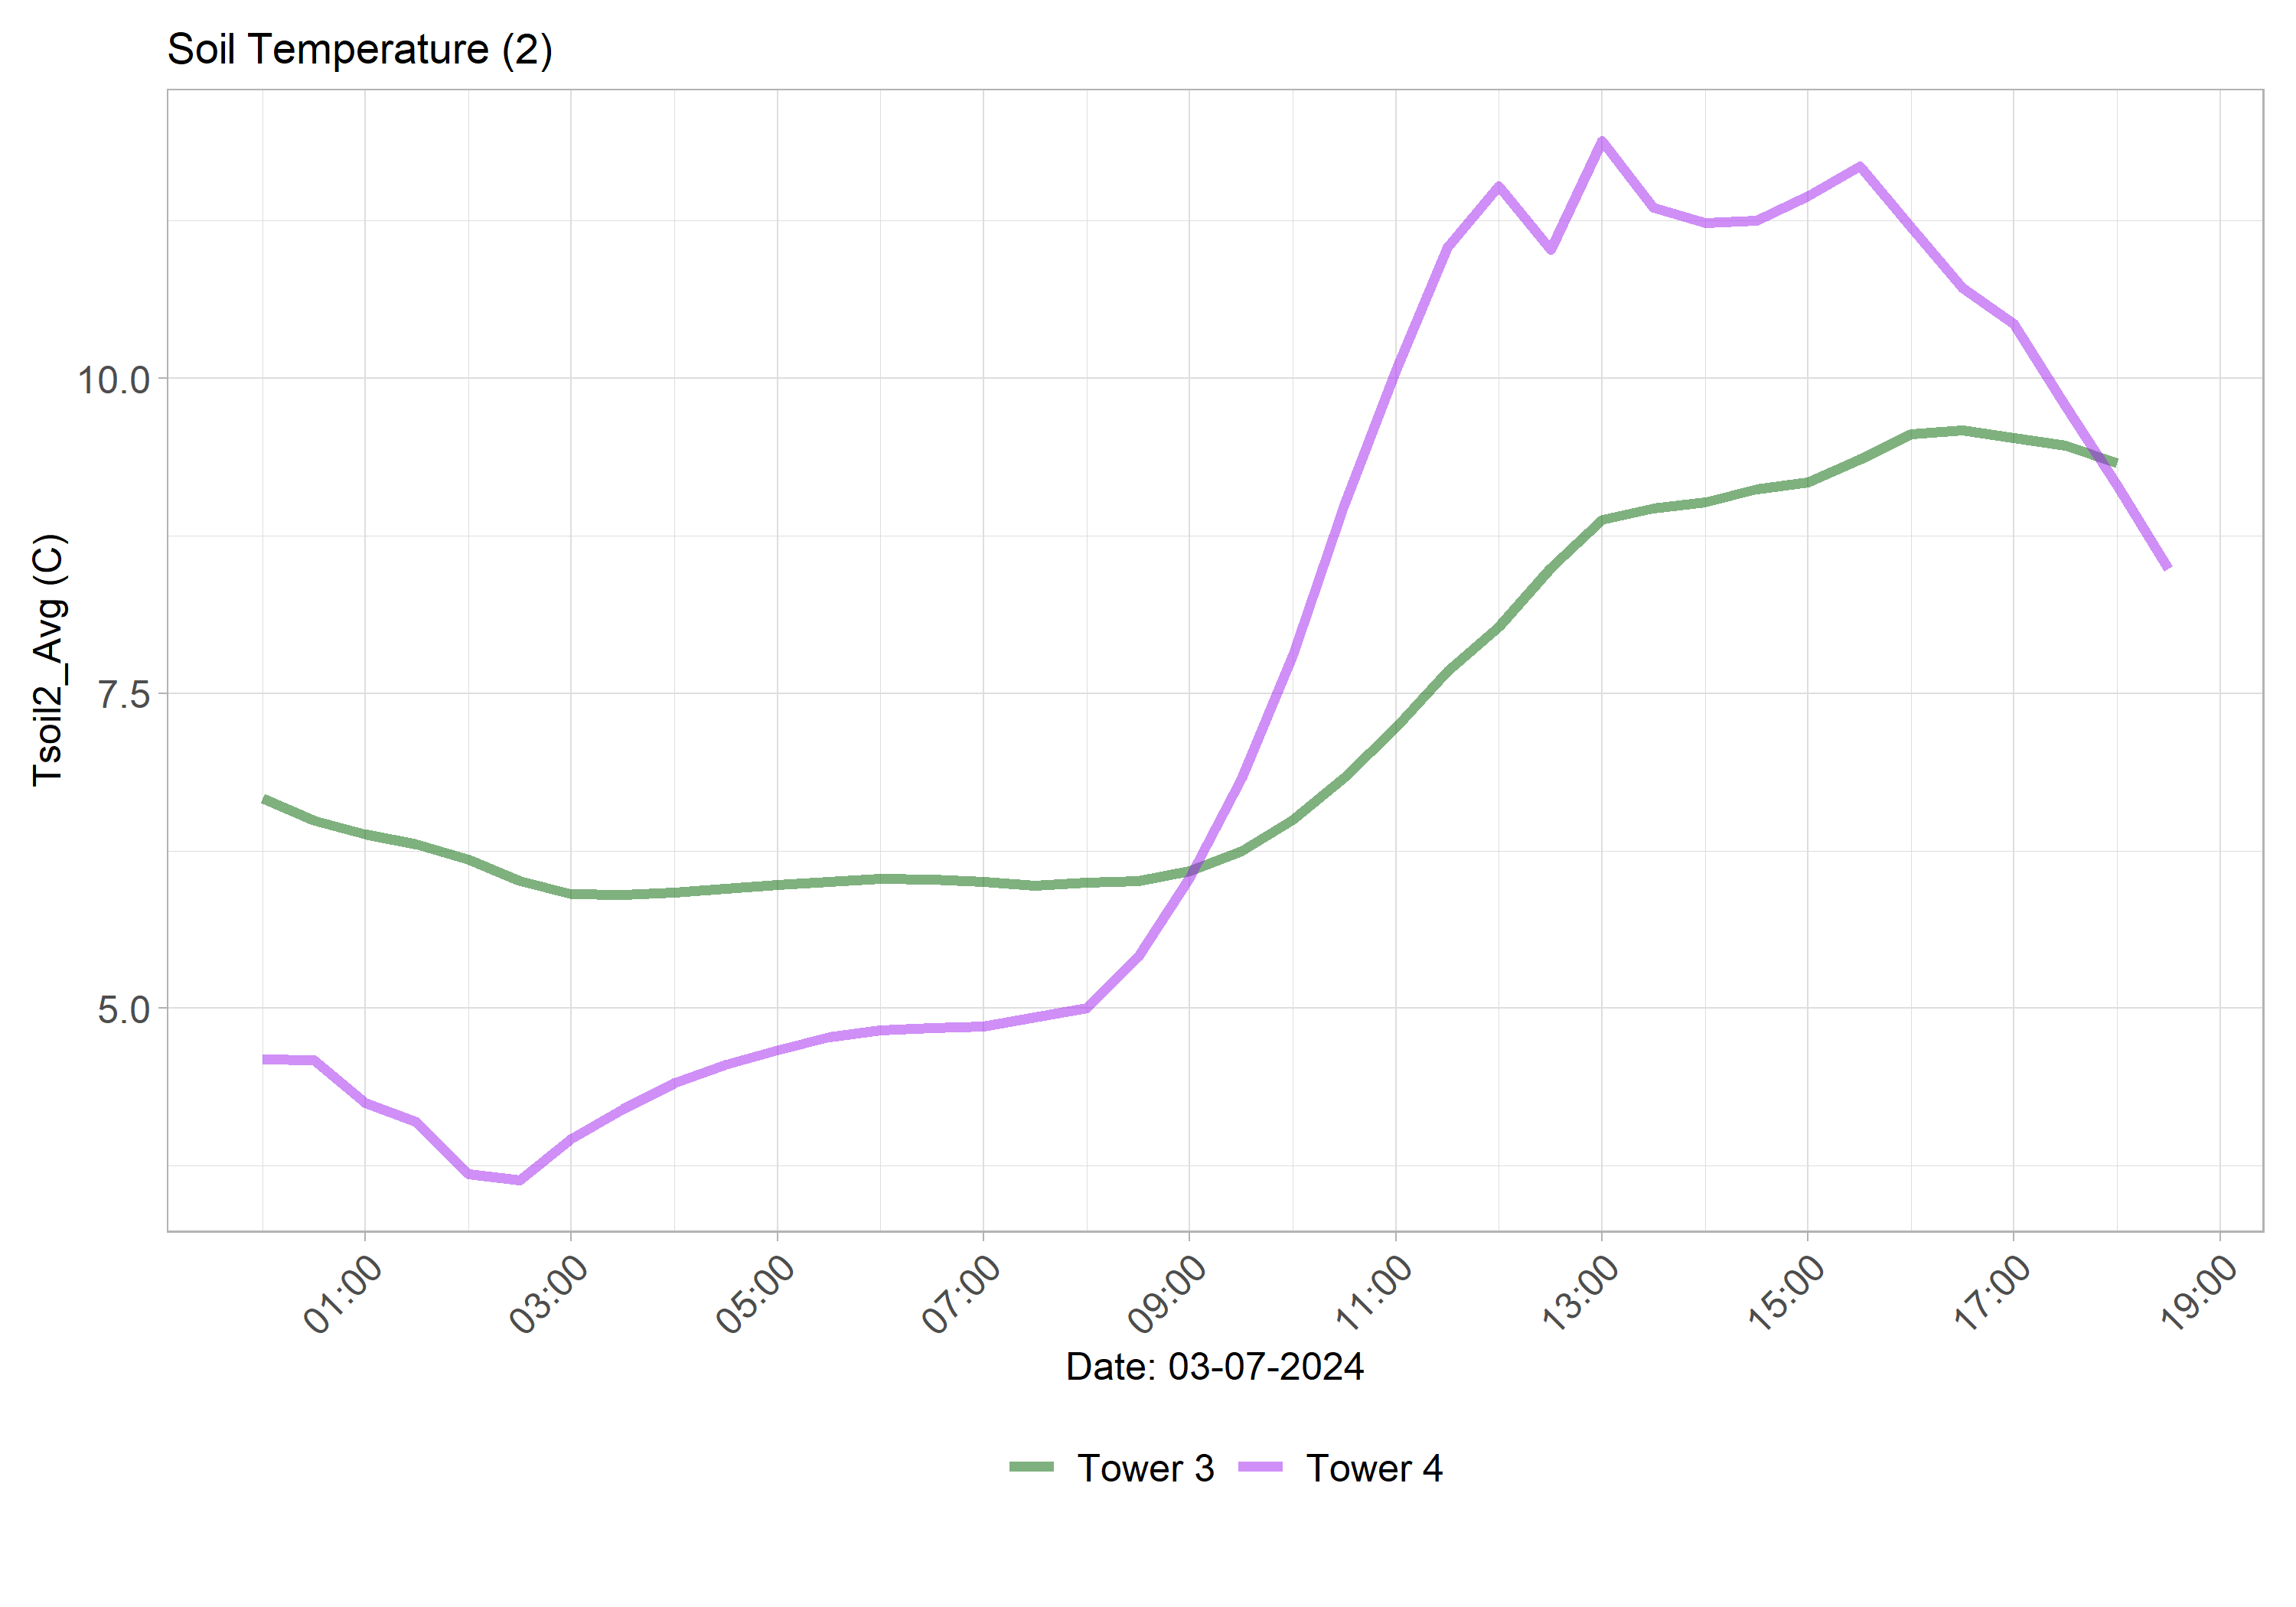 Soil Temperature (2)
Tsoil2_Avg (C)
10.0
7.5
5.0
01:00 03:00 05:00 07:00 09:00 11:00 13:00 15:00 17:00 19:00
Date: 03-07-2024
Tower 3 Tower 4